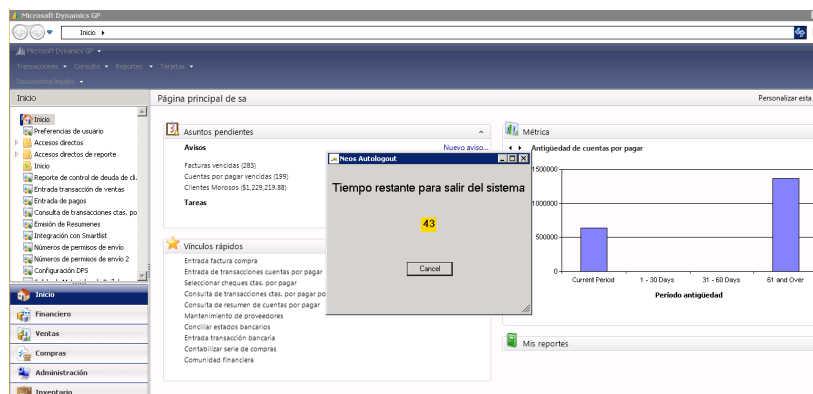 Microsoft Dynamics GP
Inicio
Microsoft Dynamics GP
Transacciones Consulta Reportes Tarjetas
Documentos legales
Inicio
Página principal de sa
Personalizar esta
Inicio
Preferencias de usuario
Accesos directos
Accesos directos de reporte
Inicio
Reporte de control de deuda de cli.
Entrada transacción de ventas
Entrada de pagos
Consulta de transacciones ctas. po
Emisión de Resumenes
Integración con Smartlist
Números de permisos de envío
Números de permisos de envío 2
Configuración DPS
Inicio
Financiero
Ventas
Compras
Administración
Inventario
Asuntos pendientes
Avisos
Nuevo aviso...
Facturas vencidas (283)
Cuentas por pagar vencidas (199)
Clientes Morosos ($1,229,219.88)
Tareas
Vínculos rápidos
Entrada factura compra
Entrada de transacciones cuentas por pagar
Seleccionar cheques ctas. por pagar
Consulta de transacciones ctas. por pagar po
Consulta de resumen de cuentas por pagar
Mantenimiento de proveedores
Conciliar estados bancarios
Entrada transacción bancaria
Contabilizar serie de compras
Comunidad financiera
Neos Autologout
Tiempo restante para salir del sistema
43
Cancel
Métrica
Antigüedad de cuentas por pagar
1500000
1000000
500000
0
Current Period 1 - 30 Days 31 - 60 Days 61 and Over
Período antigüedad
Mis reportes